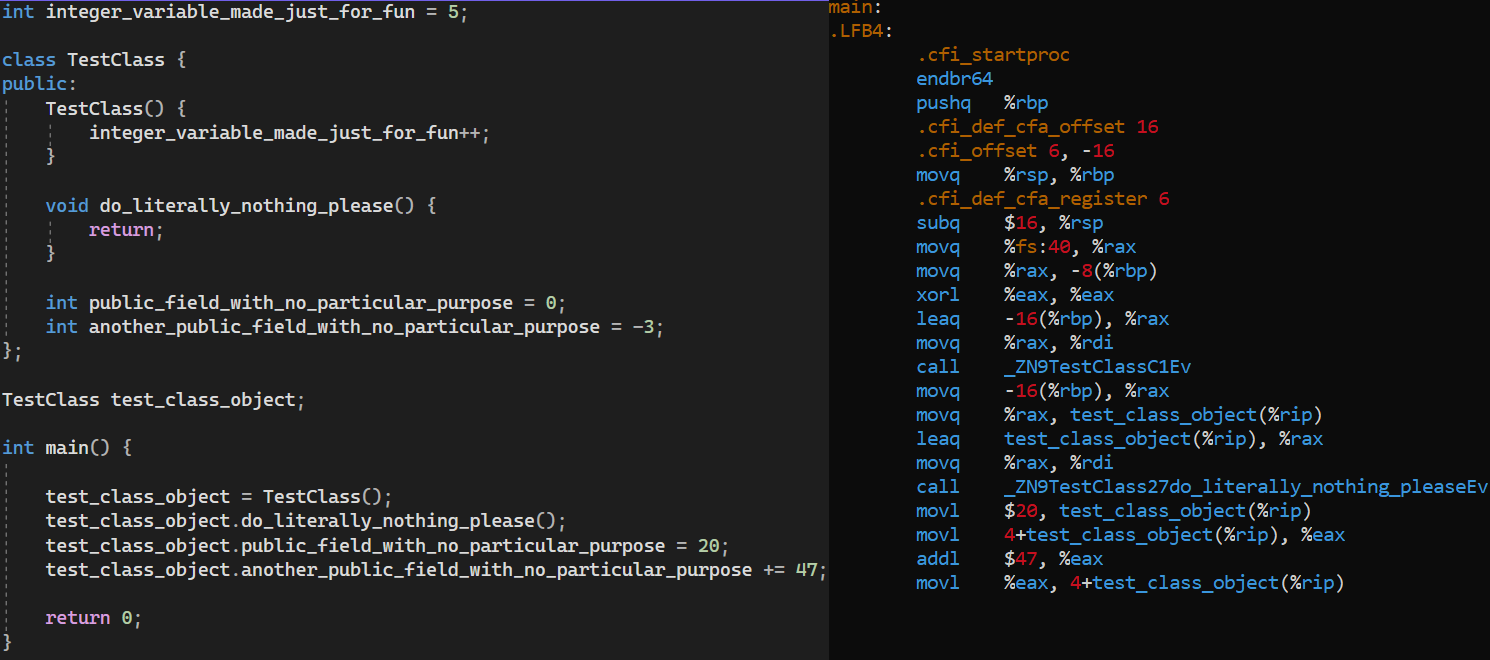 int integer_variable_made_just_for_fun = 5;
class TestClass {
public:
TestClass() {
integer_variable_made_just_for_fun++;
}
void do_literally_nothing_please() {
return;
}
int public_field_with_no_particular_purpose = 0;
int another_public_field_with_no_particular_purpose = -3;
};
TestClass test_class_object;
int main() {
test_class_object = TestClass();
test_class_object.do_literally_nothing_please();
test_class_object.public_field_with_no_particular_purpose = 20;
test_class_object.another_public_field_with_no_particular_purpose += 47;
return 0;
}
main:
.LFB4:
.cfi_startproc
endbr64
pushq %rbp
.cfi_def_cfa_offset 16
.cfi_offset 6, -16
movq %rsp, %rbp
.cfi_def_cfa_register 6
subq $16, %rsp
movq %fs:40, %rax
movq %rax, -8(%rbp)
xorl %eax, %eax
leaq -16(%rbp), %rax
movq %rax, %rdi
call _ZN9TestClassC1Ev
movq -16(%rbp), %rax
movq %rax, test_class_object(%rip)
leaq test_class_object(%rip), %rax
movq %rax, %rdi
call _ZN9TestClass27do_literally_nothing_pleaseEv
movl $20, test_class_object(%rip)
movl 4+test_class_object(%rip), %eax
addl $47, %eax
movl %eax, 4+test_class_object(%rip)